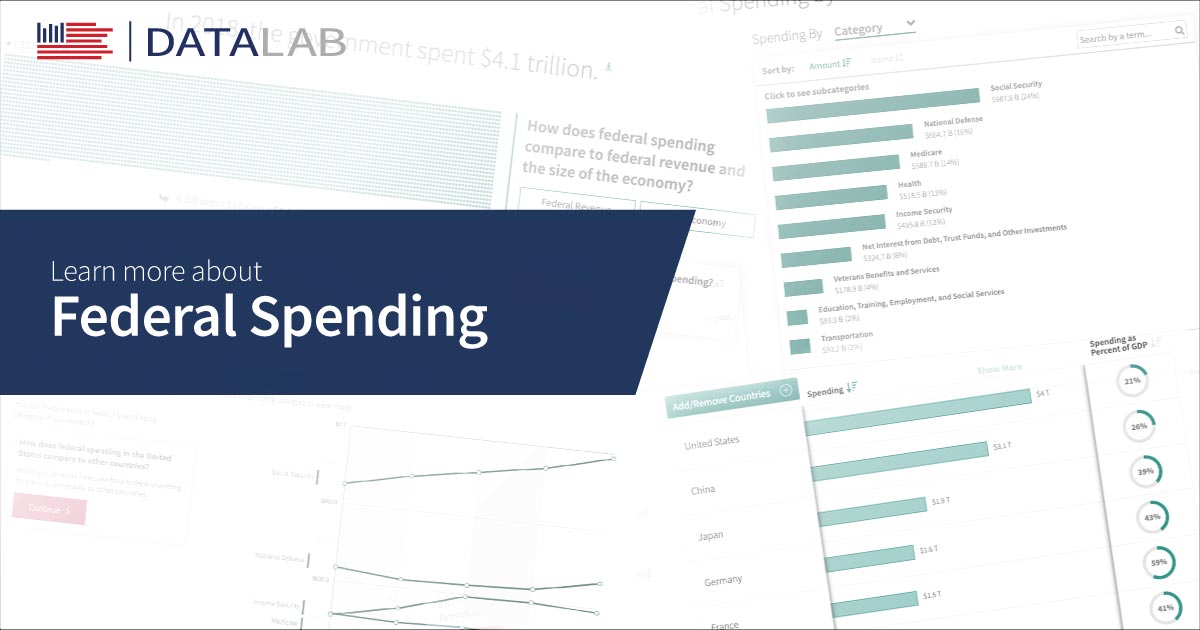 DATALAB
In 2018, the government spent $4.1 trillion.
How does federal spending
compare to federal revenue and
the size of the economy?
Federal Revenue
Economy
Learn more about
Federal Spending
Spending By Category
Search by a term...
Sort by: Amount Name
Click to see subcategories
Social Security
$987.8 B (24%)
National Defense
$664.7 B (16%)
Medicare
$588.7 B (14%)
Health
$518.5 B (13%)
Income Security
$495.8 B (12%)
Net Interest from Debt, Trust Funds, and Other Investments
$324.7 B (8%)
Veterans Benefits and Services
$178.9 B (4%)
Education, Training, Employment, and Social Services
(2%)
Transportation
(2%)
Show More
Add/Remove Countries
Spending
Spending as
Percent of GDP
United States
$4 T
21%
China
$3.1 T
26%
Japan
$1.9 T
39%
Germany
$1.6 T
43%
France
$1.5 T
59%
41%
How does federal spending in the United
States compare to other countries?
Continue
$1 T
Social Security
National Defense
Income Security
Medicare